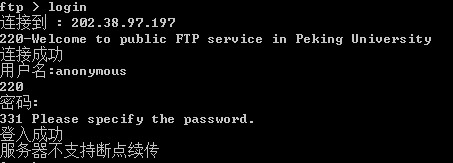 ftp > login
连接到 : 202.38.97.197
220-Welcome to public FTP service in Peking University
连接成功
用户名:anonymous
220
密码:
331 Please specify the password.
登入成功
服务器不支持断点续传